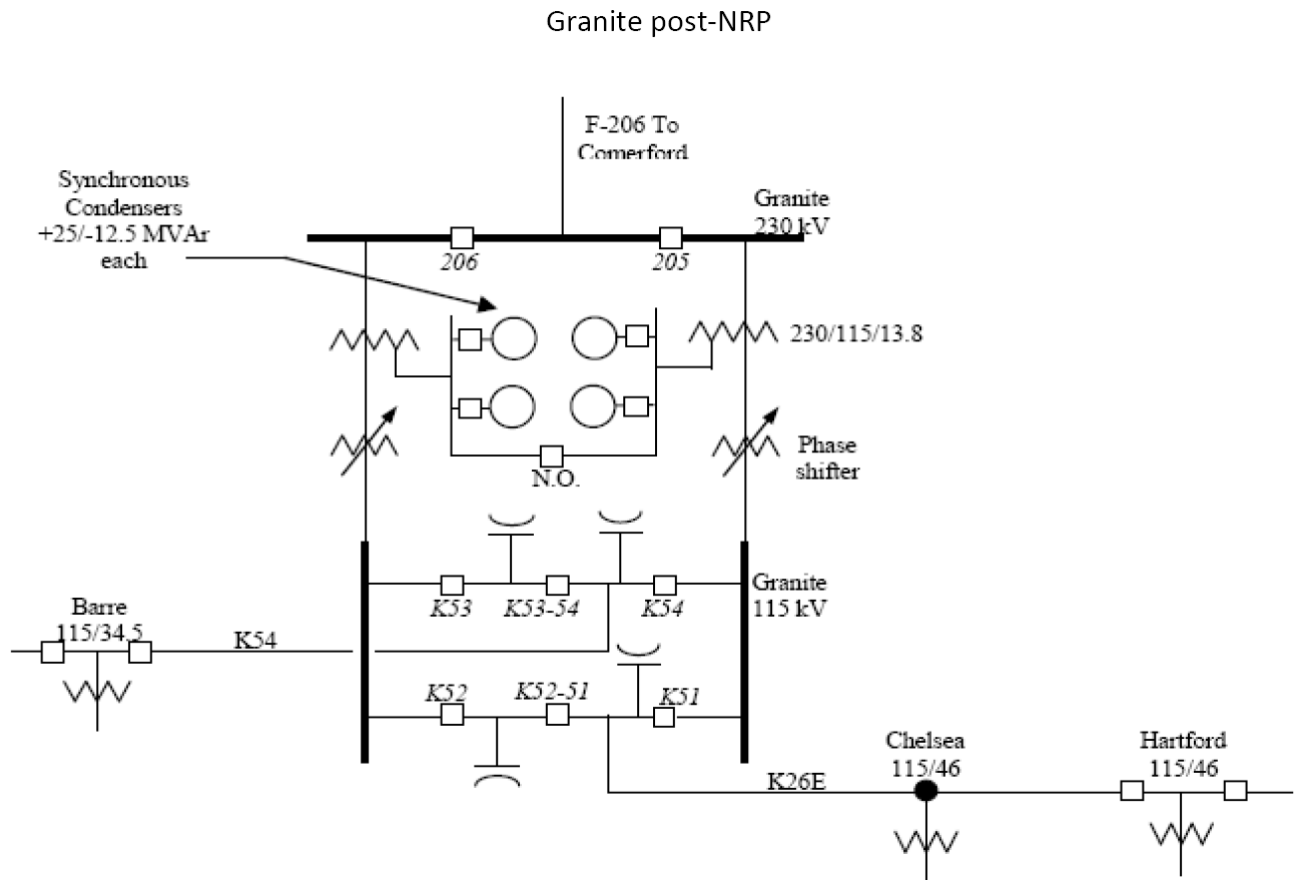 Granite post-NRP
F-206 To
Comerford
Synchronous
Condensers
+25/-12.5 MVAr
each
Granite
230 kV
206
205
230/115/13.8
Phase
shifter
N.O.
K53
K53-54
K54
Granite
115 kV
Barre
115/34.5
K54
K52
K52-51
K51
Chelsea
115/46
Hartford
115/46
K26E